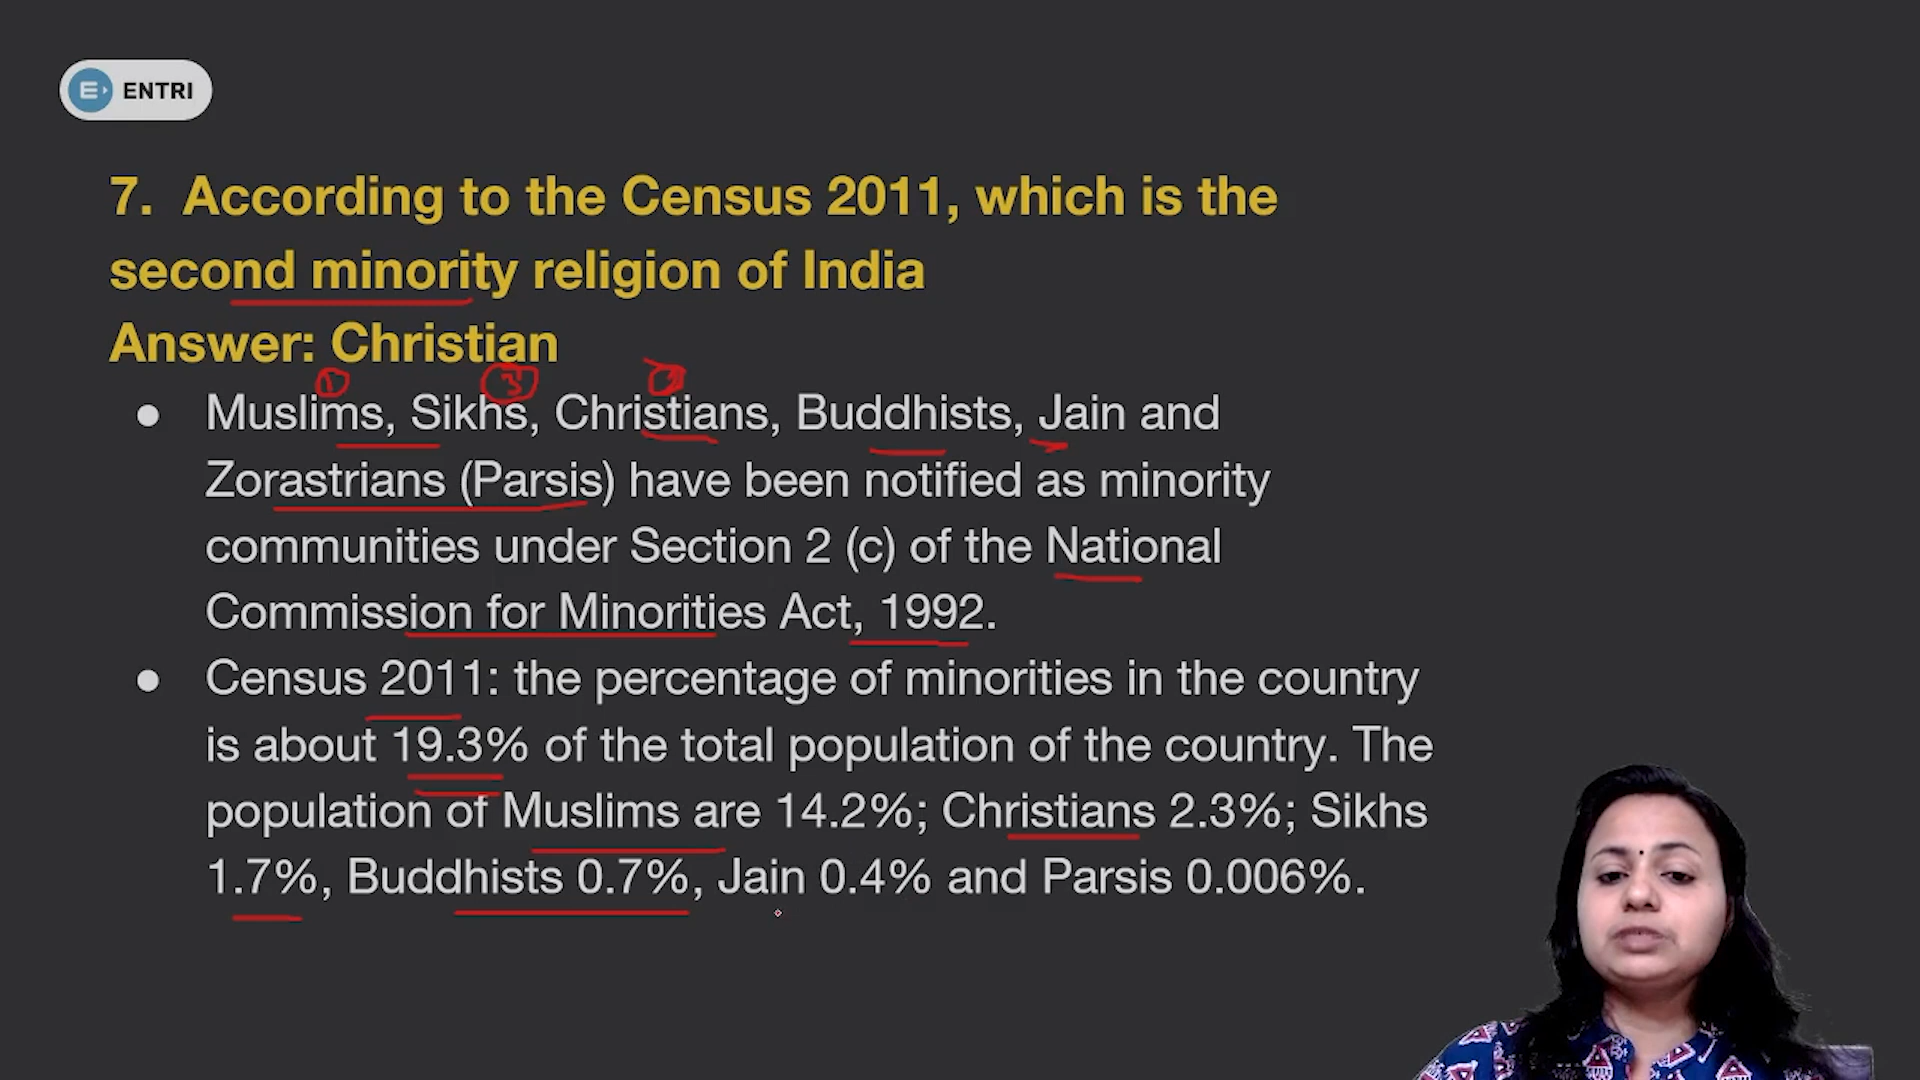 ENTRI
7. According to the Census 2011, which is the
second minority religion of India
Answer: Christian
1 3
• Muslims, Sikhs, Christians, Buddhists, Jain and
Zorastrians (Parsis) have been notified as minority
communities under Section 2 (c) of the National
Commission for Minorities Act, 1992.
• Census 2011: the percentage of minorities in the country
is about 19.3% of the total population of the country. The
population of Muslims are 14.2%; Christians 2.3%; Sikhs
1.7%, Buddhists 0.7%, Jain 0.4% and Parsis 0.006%.